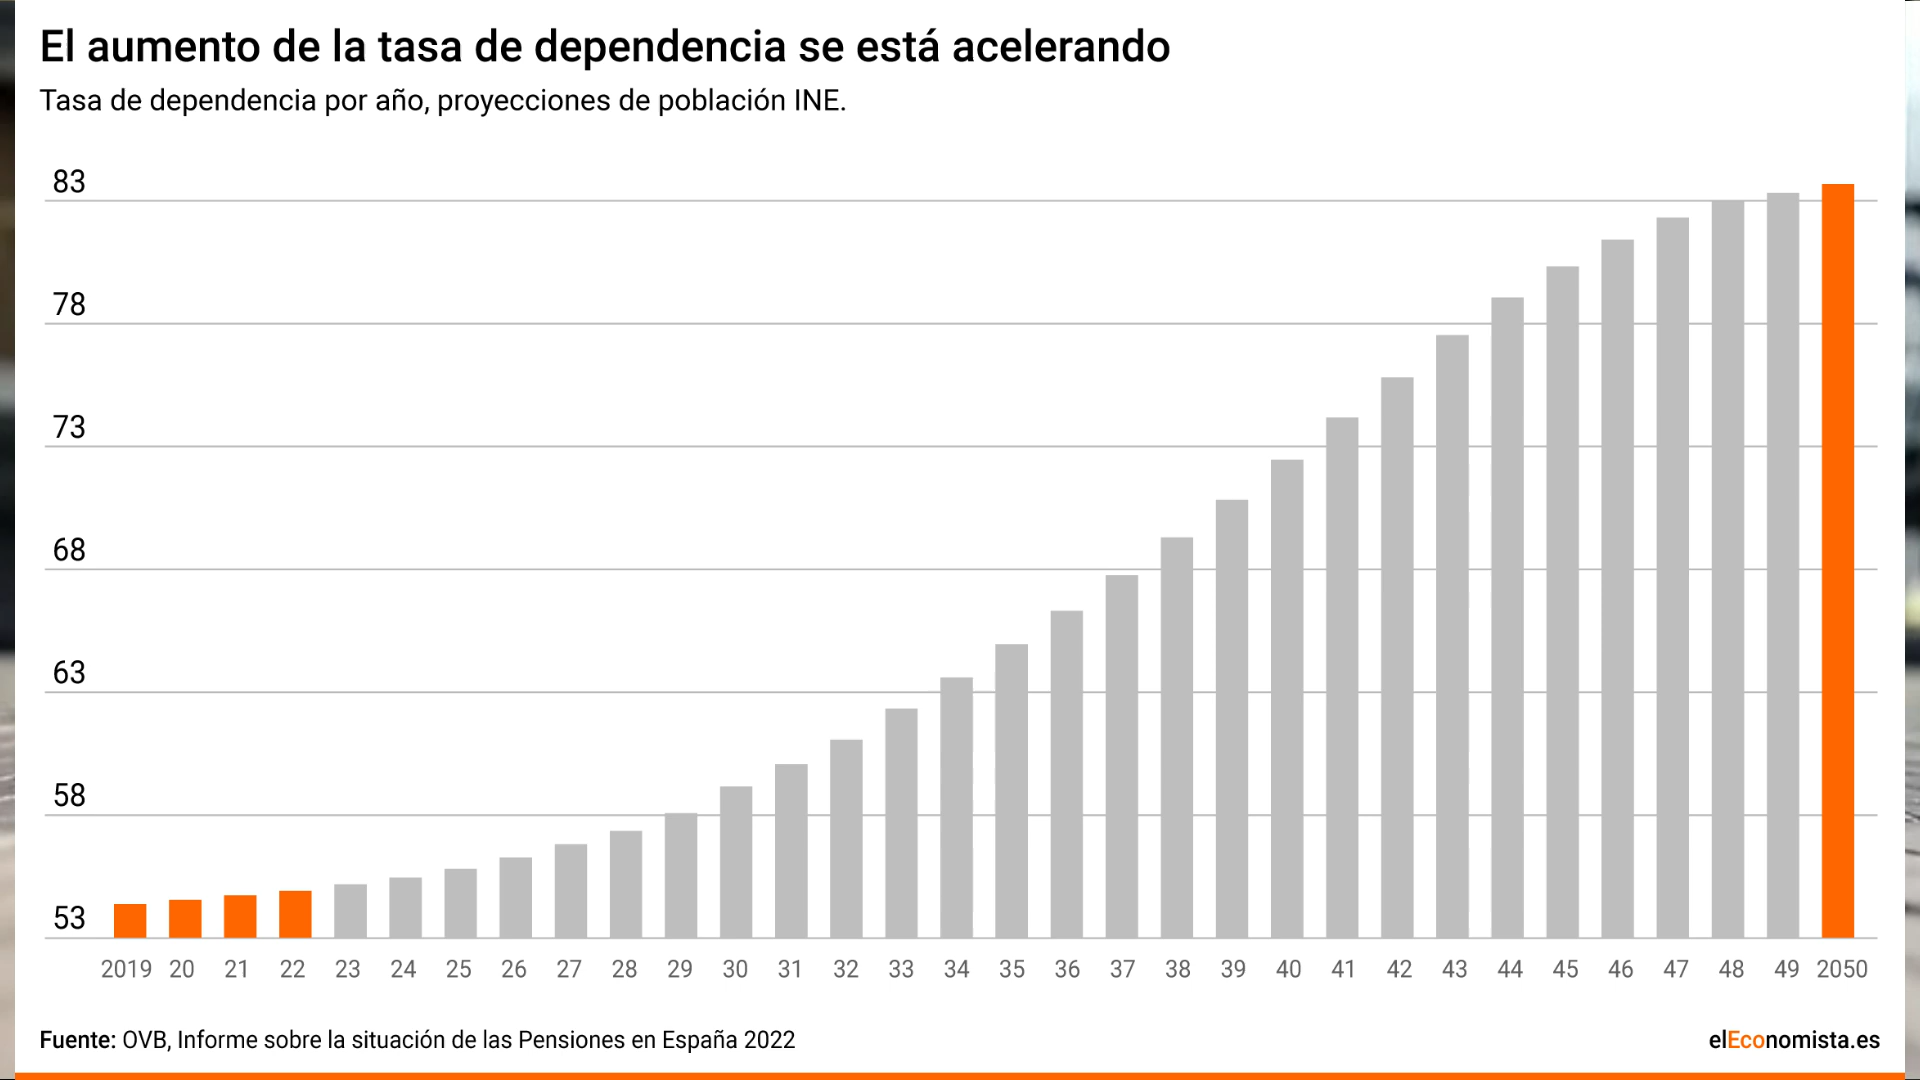 El aumento de la tasa de dependencia se está acelerando
Tasa de dependencia por año, proyecciones de población INE.
83
78
73
68
63
58
53
2019 20 21 22 23 24 25 26 27 28 29 30 31 32 33 34 35 36 37 38 39 40 41 42 43 44 45 46 47 48 49 2050
Fuente: OVB, Informe sobre la situación de las Pensiones en España 2022
elEconomista.es